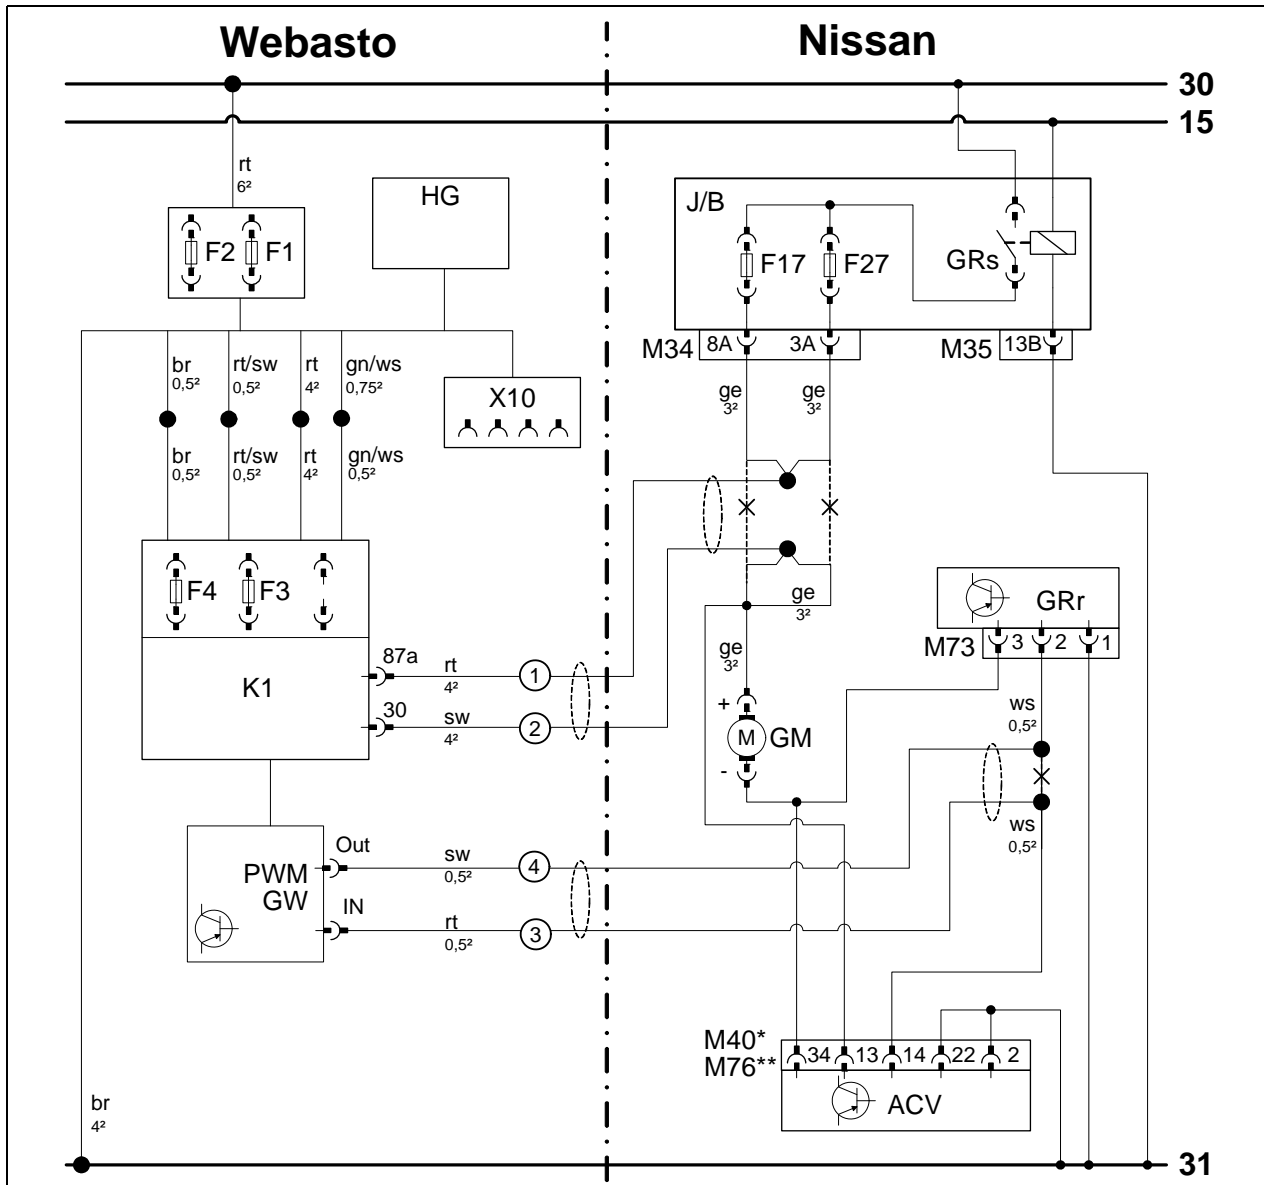 Webasto
Nissan
30
15
rt
6²
HG
J/B
F2
F1
F17
F27
GRs
M34
8A
3A
M35
13B
br
0,5²
rt/sw
0,5²
rt
4²
gn/ws
0,75²
X10
ge
3²
ge
3²
br
0,5²
rt/sw
0,5²
rt
4²
gn/ws
0,5²
F4
F3
ge
3²
GRr
M73
3
2
1
K1
87a
rt
4²
1
ge
3²
30
sw
4²
2
+
M
GM
-
ws
0,5²
ws
0,5²
PWM
GW
Out
sw
0,5²
4
IN
rt
0,5²
3
M40*
M76**
34
13
14
22
2
ACV
br
4²
31